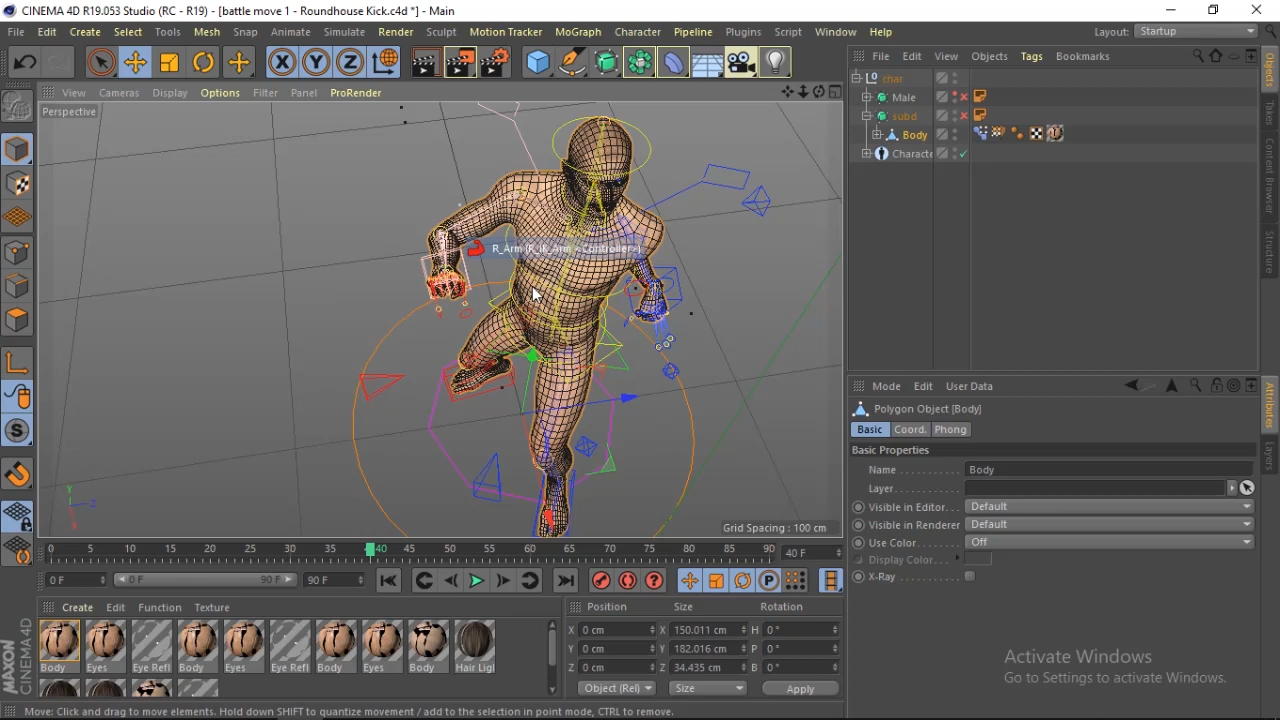 CINEMA 4D R19.053 Studio (RC - R19) - [battle move 1 - Roundhouse Kick.c4d *] - Main
File Edit Create Select Tools Mesh Snap Animate Simulate Render Sculpt Motion Tracker MoGraph Character Pipeline Plugins Script Window Help Layout: Startup
X Y Z
File Edit View Objects Tags Bookmarks
View Cameras Display Options Filter Panel ProRender
Perspective
char
Male
subd
Body
Characte
R_Arm (R_IK_Arm <Controller>)
Objects
Takes
Content Browser
Structure
Mode Edit User Data
Polygon Object [Body]
Basic Coord. Phong
Basic Properties
Name Body
Layer
Visible in Editor Default
Visible in Renderer Default
Use Color Off
Display Color
X-Ray
Attributes
Layers
Y
Z
X
Grid Spacing : 100 cm
0 5 10 15 20 25 30 35 40 45 50 55 60 65 70 75 80 85 90 40 F
0 F 0 F 90 F 90 F
P
Create Edit Function Texture
Body Eyes Eye Refl Body Eyes Eye Refl Body Eyes Body Hair Ligl
Position Size Rotation
X 0 cm X 150.011 cm H 0 °
Y 0 cm Y 182.016 cm P 0 °
Z 0 cm Z 34.435 cm B 0 °
Object (Rel) Size Apply
MAXON CINEMA 4D
Activate Windows
Go to Settings to activate Windows.
Move: Click and drag to move elements. Hold down SHIFT to quantize movement / add to the selection in point mode, CTRL to remove.